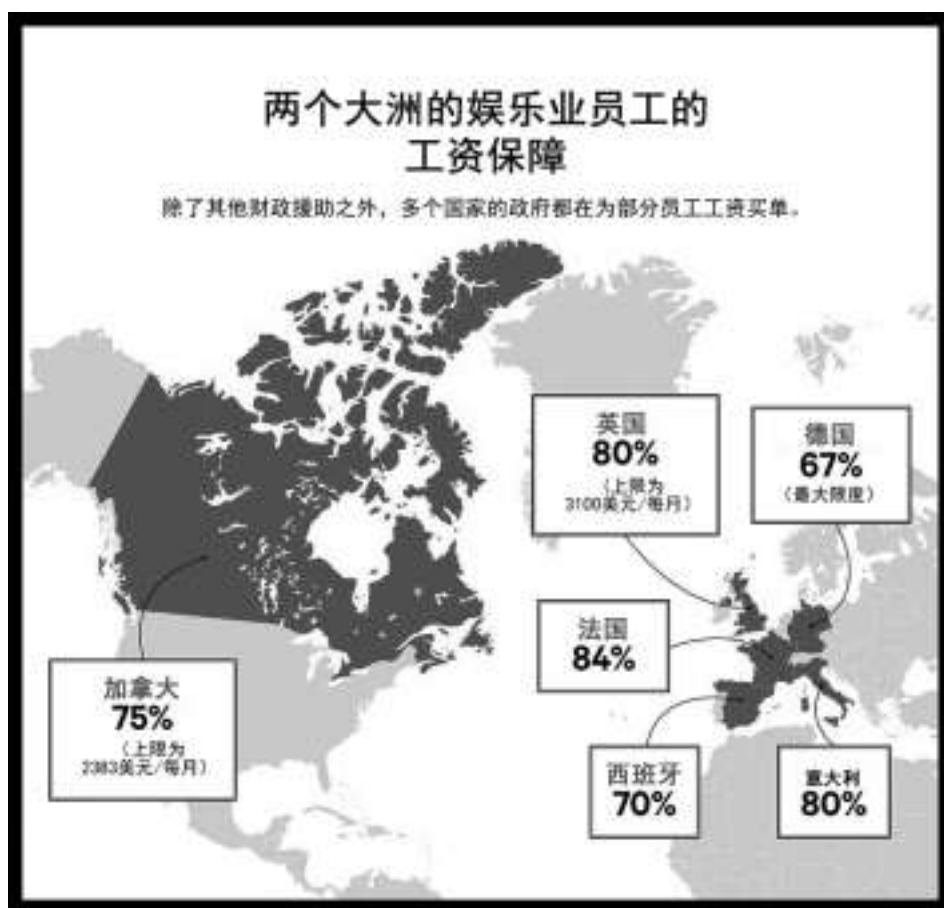 两个大洲的娱乐业员工的
工资保障
除了其他财政援助之外，多个国家的政府都在为部分员工工资买单。
英国
80%
（上限为
3100美元/每月）
德国
67%
（最大限度）
法国
84%
加拿大
75%
（上限为
2383美元/每月）
西班牙
70%
意大利
80%